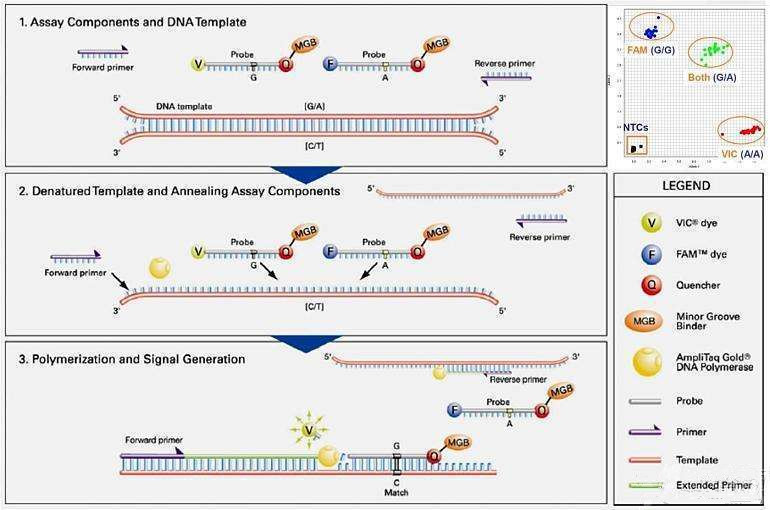 1. Assay Components and DNA Template
Forward primer
V
Probe
G
Q
MGB
F
Probe
A
Q
MGB
Reverse primer
5'
DNA template
[G/A]
3'
3'
[C/T]
5'
2. Denatured Template and Annealing Assay Components
5'
3'
Reverse primer
Forward primer
V
Probe
G
Q
MGB
F
Probe
A
Q
MGB
3'
[C/T]
5'
3. Polymerization and Signal Generation
5'
3'
Reverse primer
F
Probe
A
Q
MGB
V
Forward primer
G
Q
MGB
C
Match
FAM (G/G)
Both (G/A)
NTCs
VIC (A/A)
LEGEND
V VIC® dye
F FAM™ dye
Q Quencher
MGB Minor Groove
Binder
AmpliTaq Gold®
DNA Polymerase
Probe
Primer
Template
Extended Primer